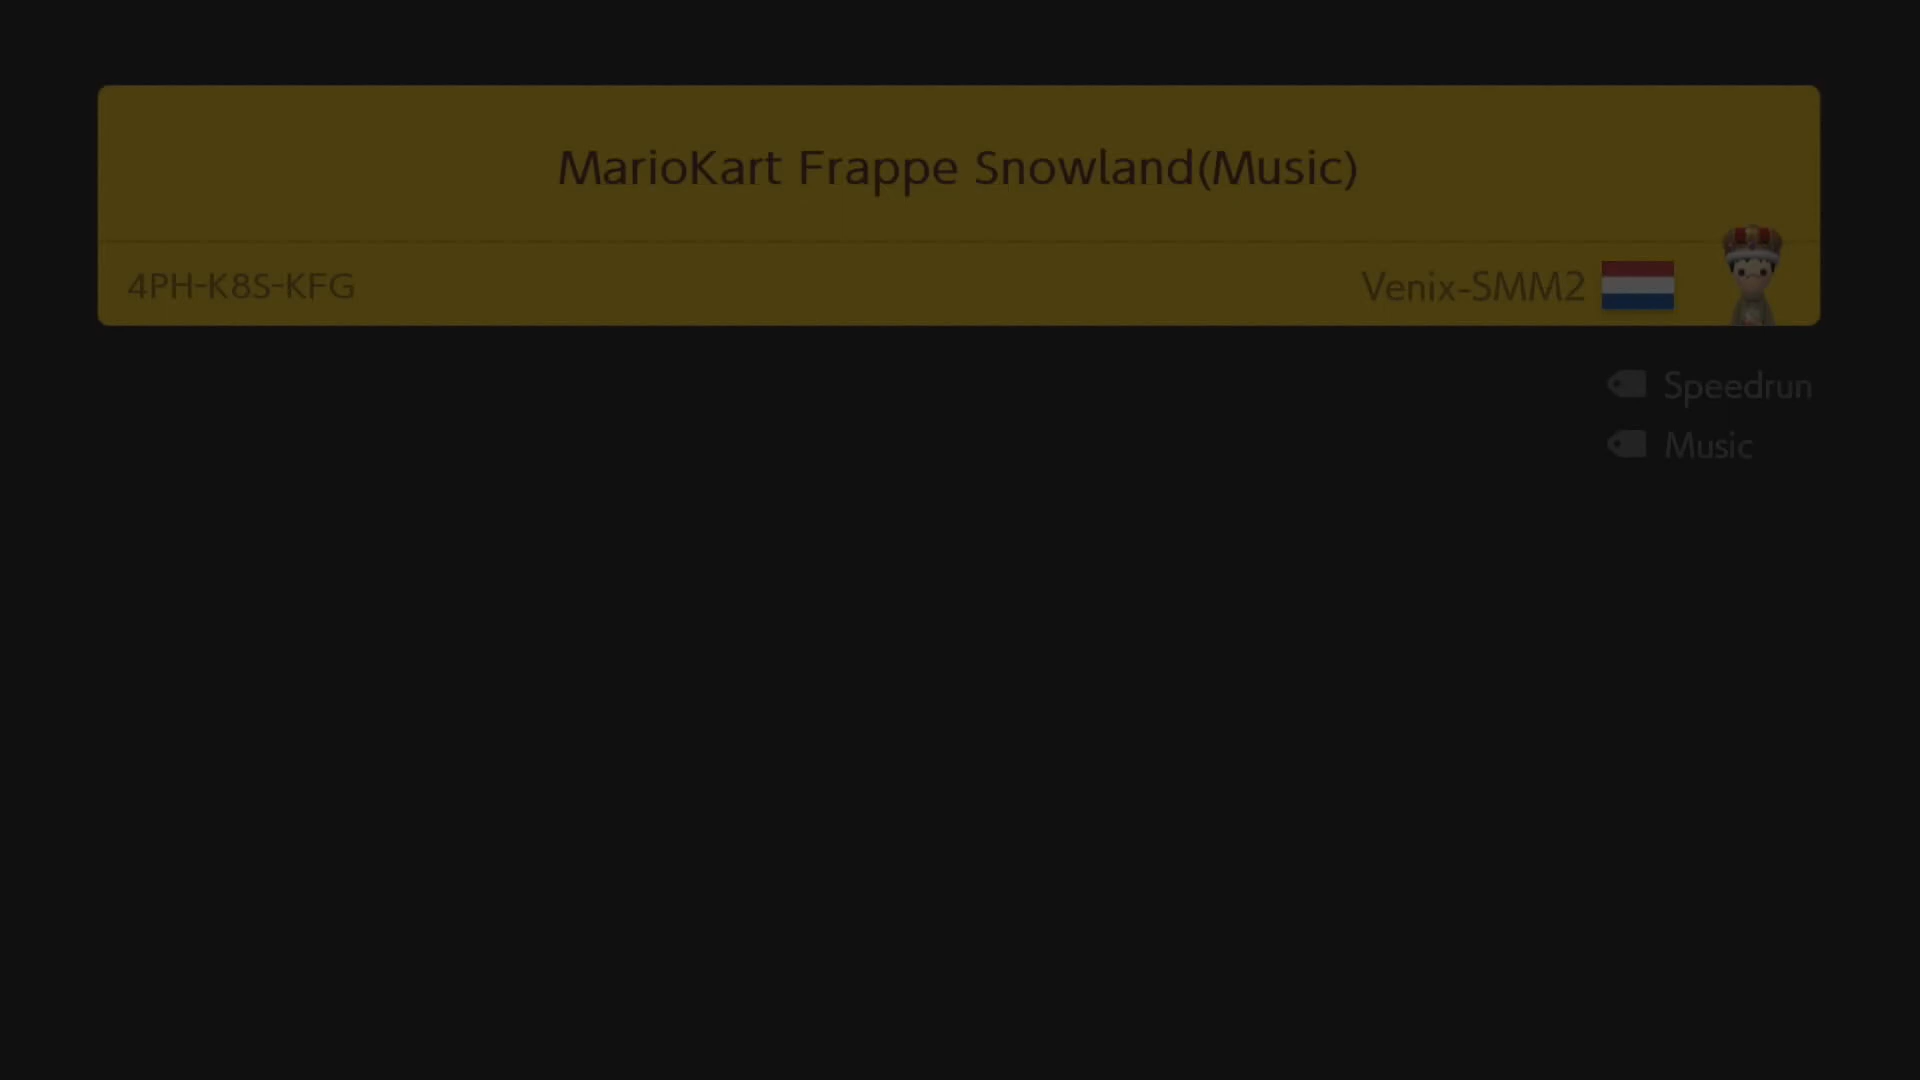 MarioKart Frappe Snowland(Music)
4PH-K8S-KFG
Venix-SMM2
Speedrun
Music